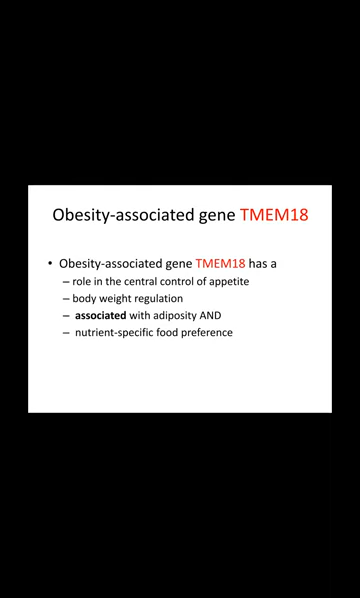 Obesity-associated gene TMEM18
• Obesity-associated gene TMEM18 has a
– role in the central control of appetite
– body weight regulation
– associated with adiposity AND
– nutrient-specific food preference